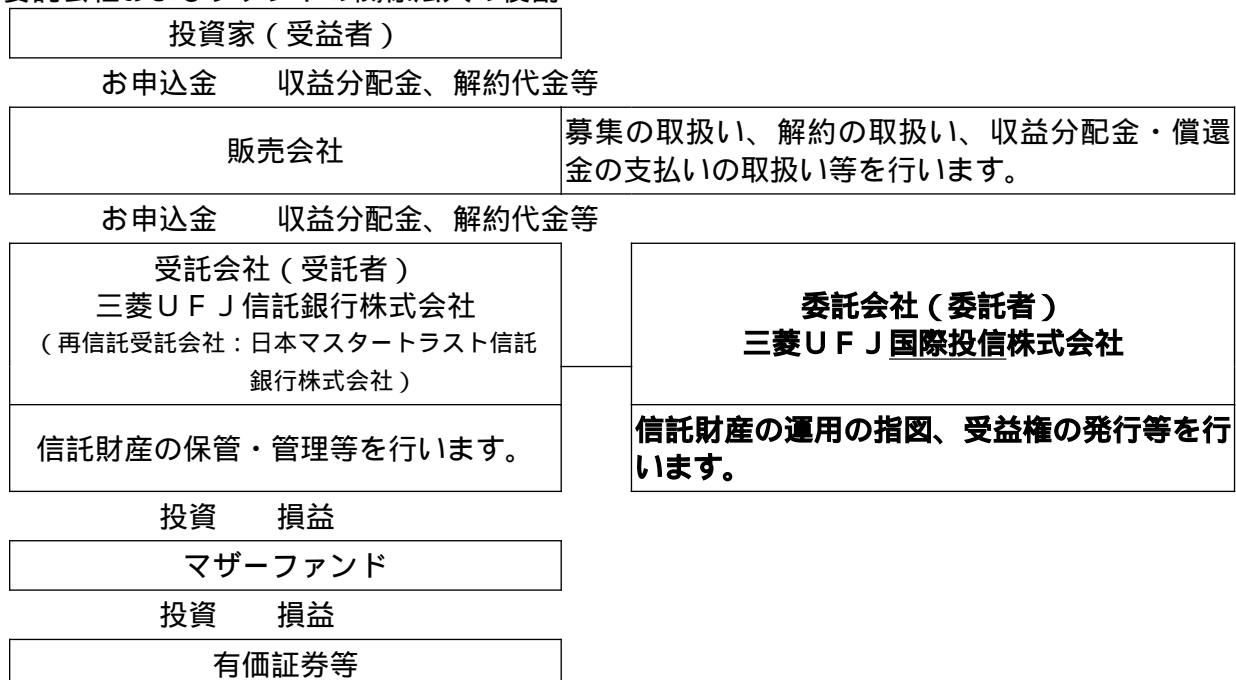 投資家（受益者）
お申込金　　収益分配金、解約代金等
販売会社
募集の取扱い、解約の取扱い、収益分配金・償還
金の支払いの取扱い等を行います。
お申込金　　収益分配金、解約代金等
受託会社（受託者）
三菱ＵＦＪ信託銀行株式会社
（再信託受託会社：日本マスタートラスト信託
銀行株式会社）
委託会社（委託者）
三菱ＵＦＪ国際投信株式会社
信託財産の保管・管理等を行います。
信託財産の運用の指図、受益権の発行等を行
います。
投資　　損益
マザーファンド
投資　　損益
有価証券等